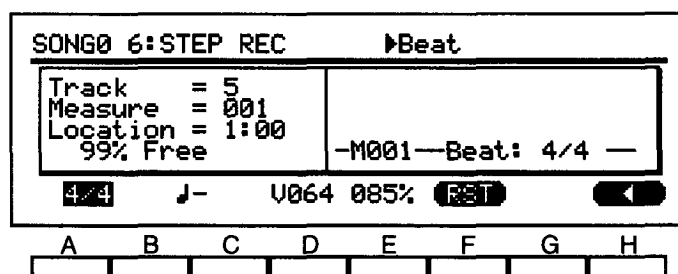 SONG0 6:STEP REC ▶Beat
Track = 5
Measure = 001
Location = 1:00
99% Free
-M001--Beat: 4/4 --
4/4 ♩- V064 085% RST ◀
A B C D E F G H